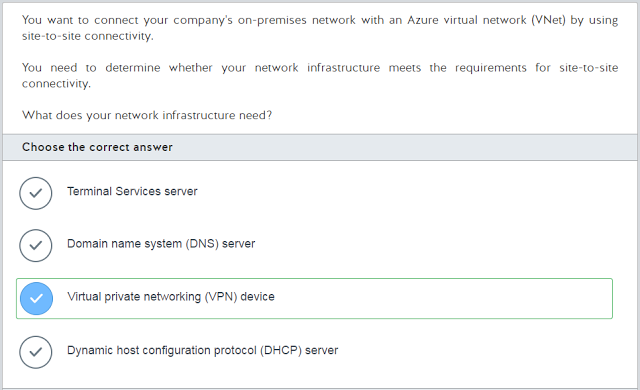 You want to connect your company's on-premises network with an Azure virtual network (VNet) by using
site-to-site connectivity.
You need to determine whether your network infrastructure meets the requirements for site-to-site
connectivity.
What does your network infrastructure need?
Choose the correct answer
Terminal Services server
Domain name system (DNS) server
Virtual private networking (VPN) device
Dynamic host configuration protocol (DHCP) server